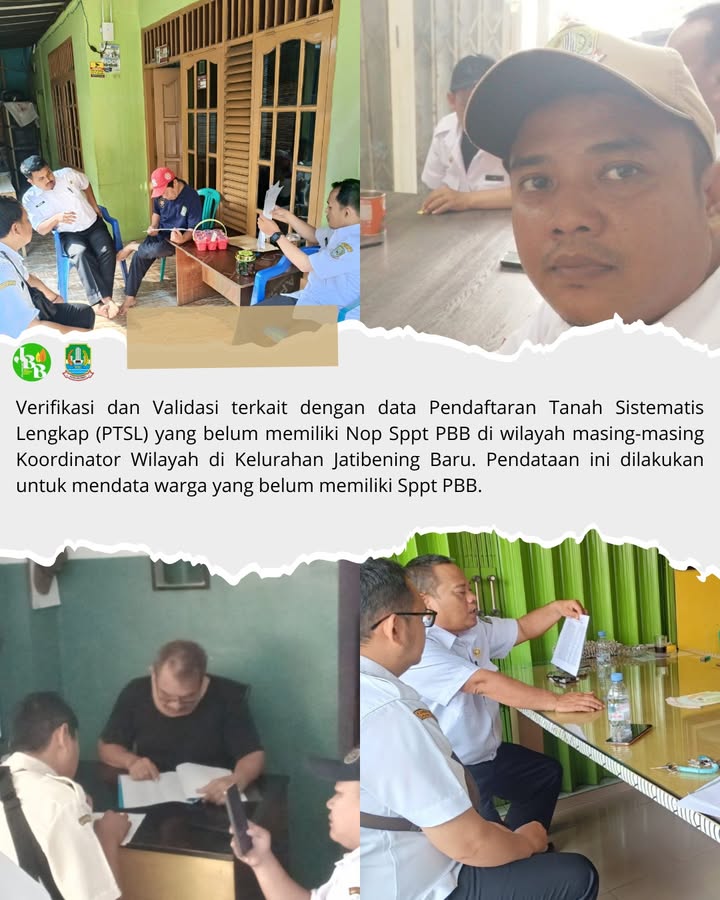 JBB
Verifikasi dan Validasi terkait dengan data Pendaftaran Tanah Sistematis
Lengkap (PTSL) yang belum memiliki Nop Sppt PBB di wilayah masing-masing
Koordinator Wilayah di Kelurahan Jatibening Baru. Pendataan ini dilakukan
untuk mendata warga yang belum memiliki Sppt PBB.